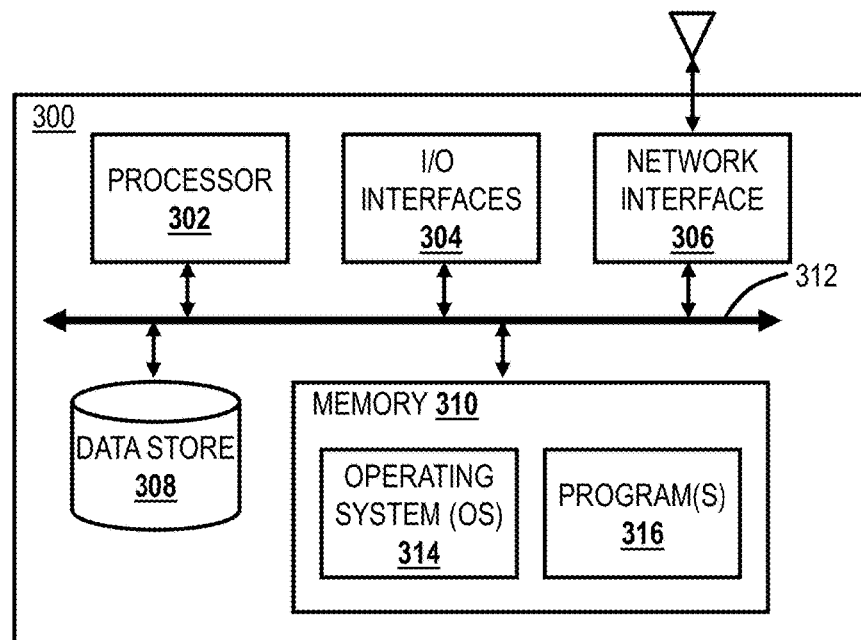 300
PROCESSOR
302
I/O
INTERFACES
304
NETWORK
INTERFACE
306
312
DATA STORE
308
MEMORY 310
OPERATING
SYSTEM (OS)
314
PROGRAM(S)
316